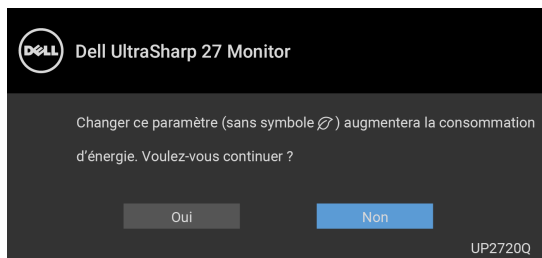 DELL Dell UltraSharp 27 Monitor
Changer ce paramètre (sans symbole ) augmentera la consommation
d’énergie. Voulez-vous continuer ?
Oui Non
UP2720Q